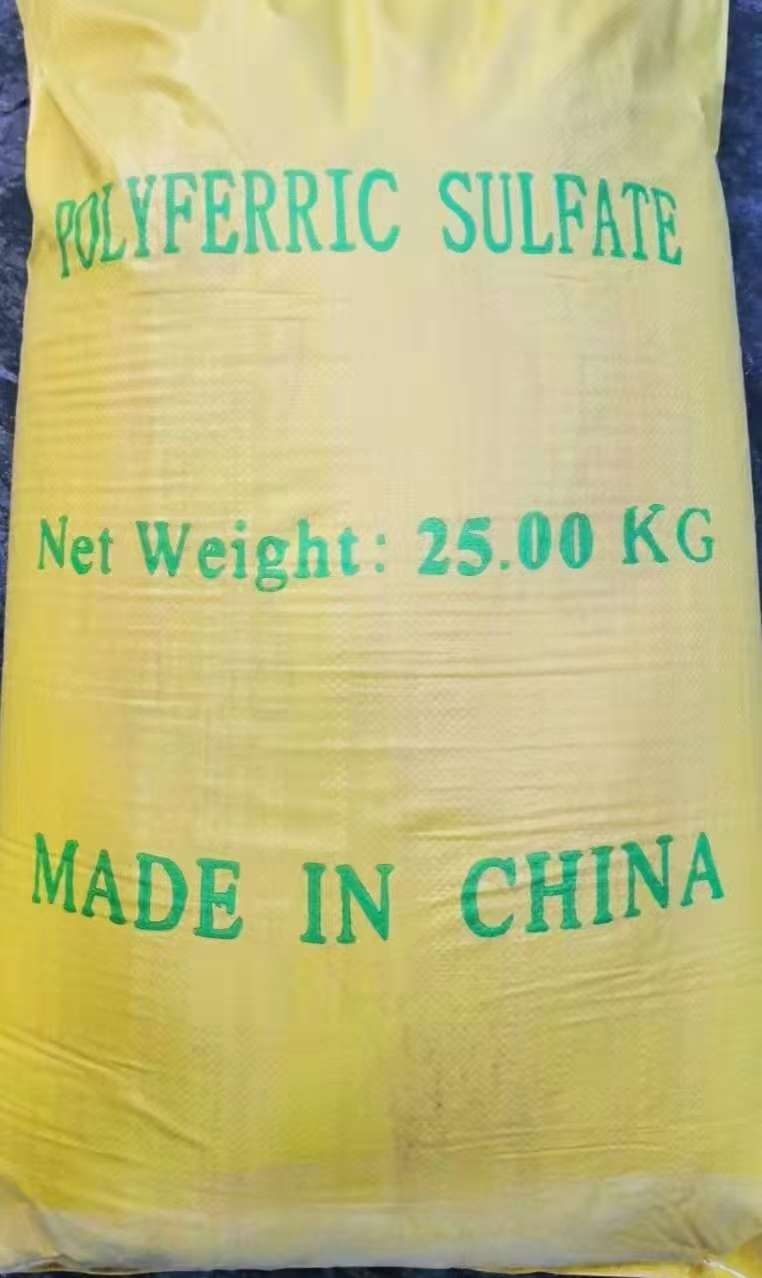 POLYFERRIC SULFATE
Net Weight: 25.00 KG
MADE IN CHINA